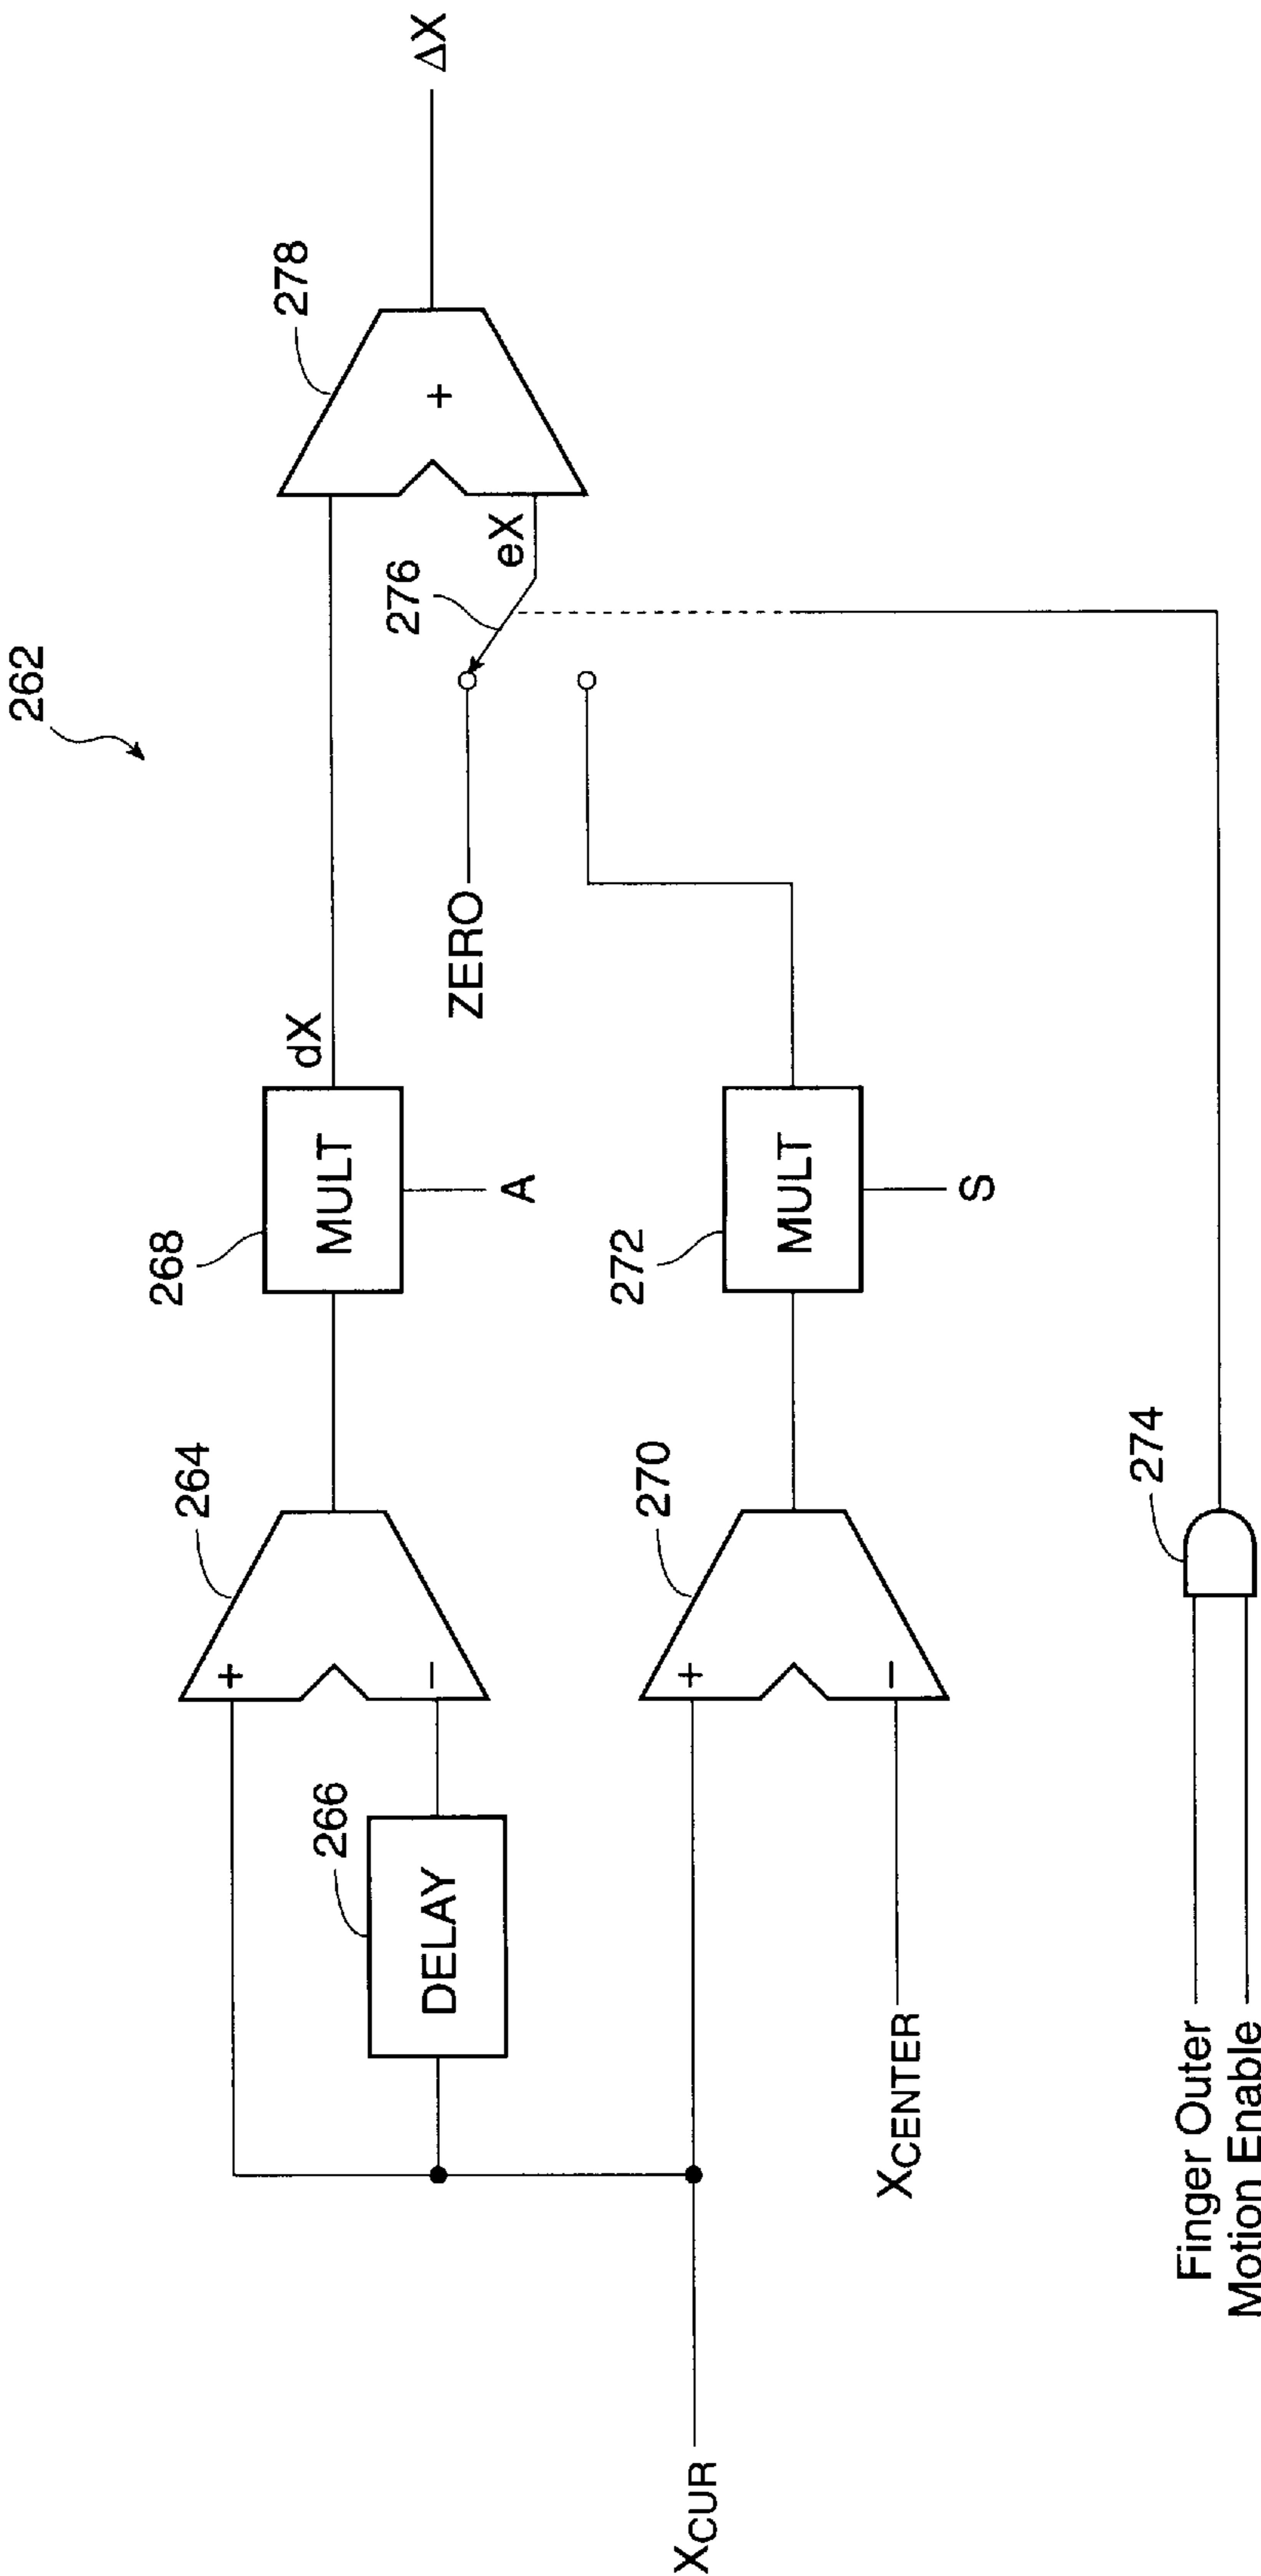 262
278
ΔX
+
276
eX
ZERO
dX
268
MULT
A
264
+
−
266
DELAY
272
MULT
S
270
+
−
XCUR
XCENTER
274
Finger Outer
Motion Enable